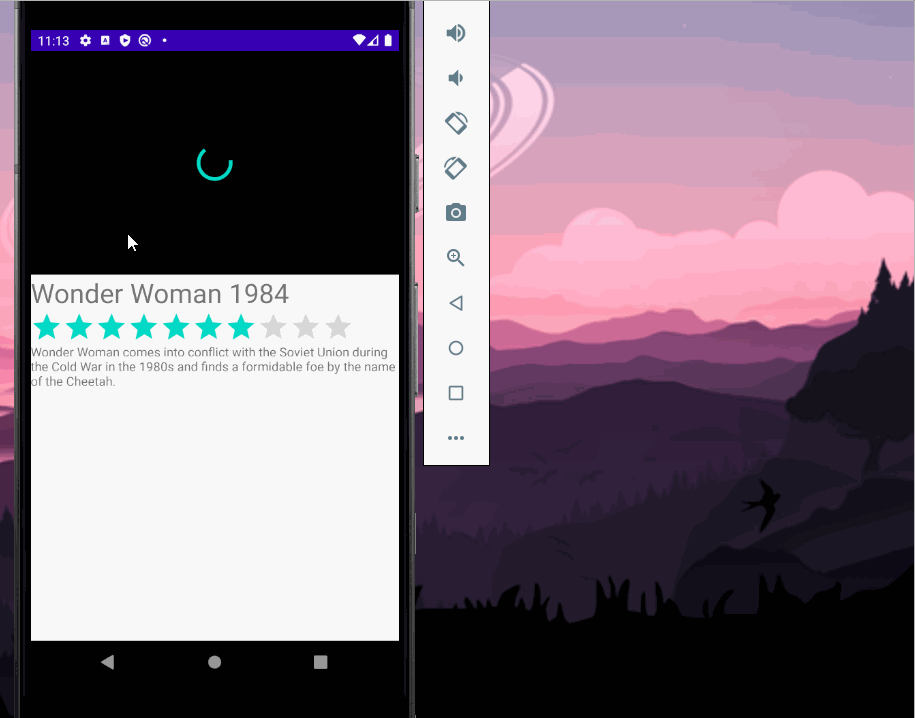 11:13
Wonder Woman 1984
Wonder Woman comes into conflict with the Soviet Union during
the Cold War in the 1980s and finds a formidable foe by the name
of the Cheetah.